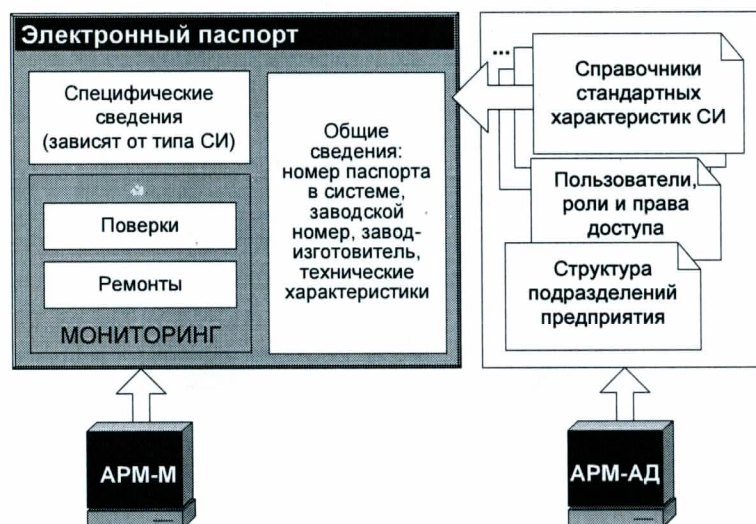 Электронный паспорт
Специфические
сведения
(зависят от типа СИ)
Поверки
Ремонты
МОНИТОРИНГ
Общие
сведения:
номер паспорта
в системе,
заводской
номер, завод-
изготовитель,
технические
характеристики
...
Справочники
стандартных
характеристик СИ
Пользователи,
роли и права
доступа
Структура
подразделений
предприятия
АРМ-М
АРМ-АД